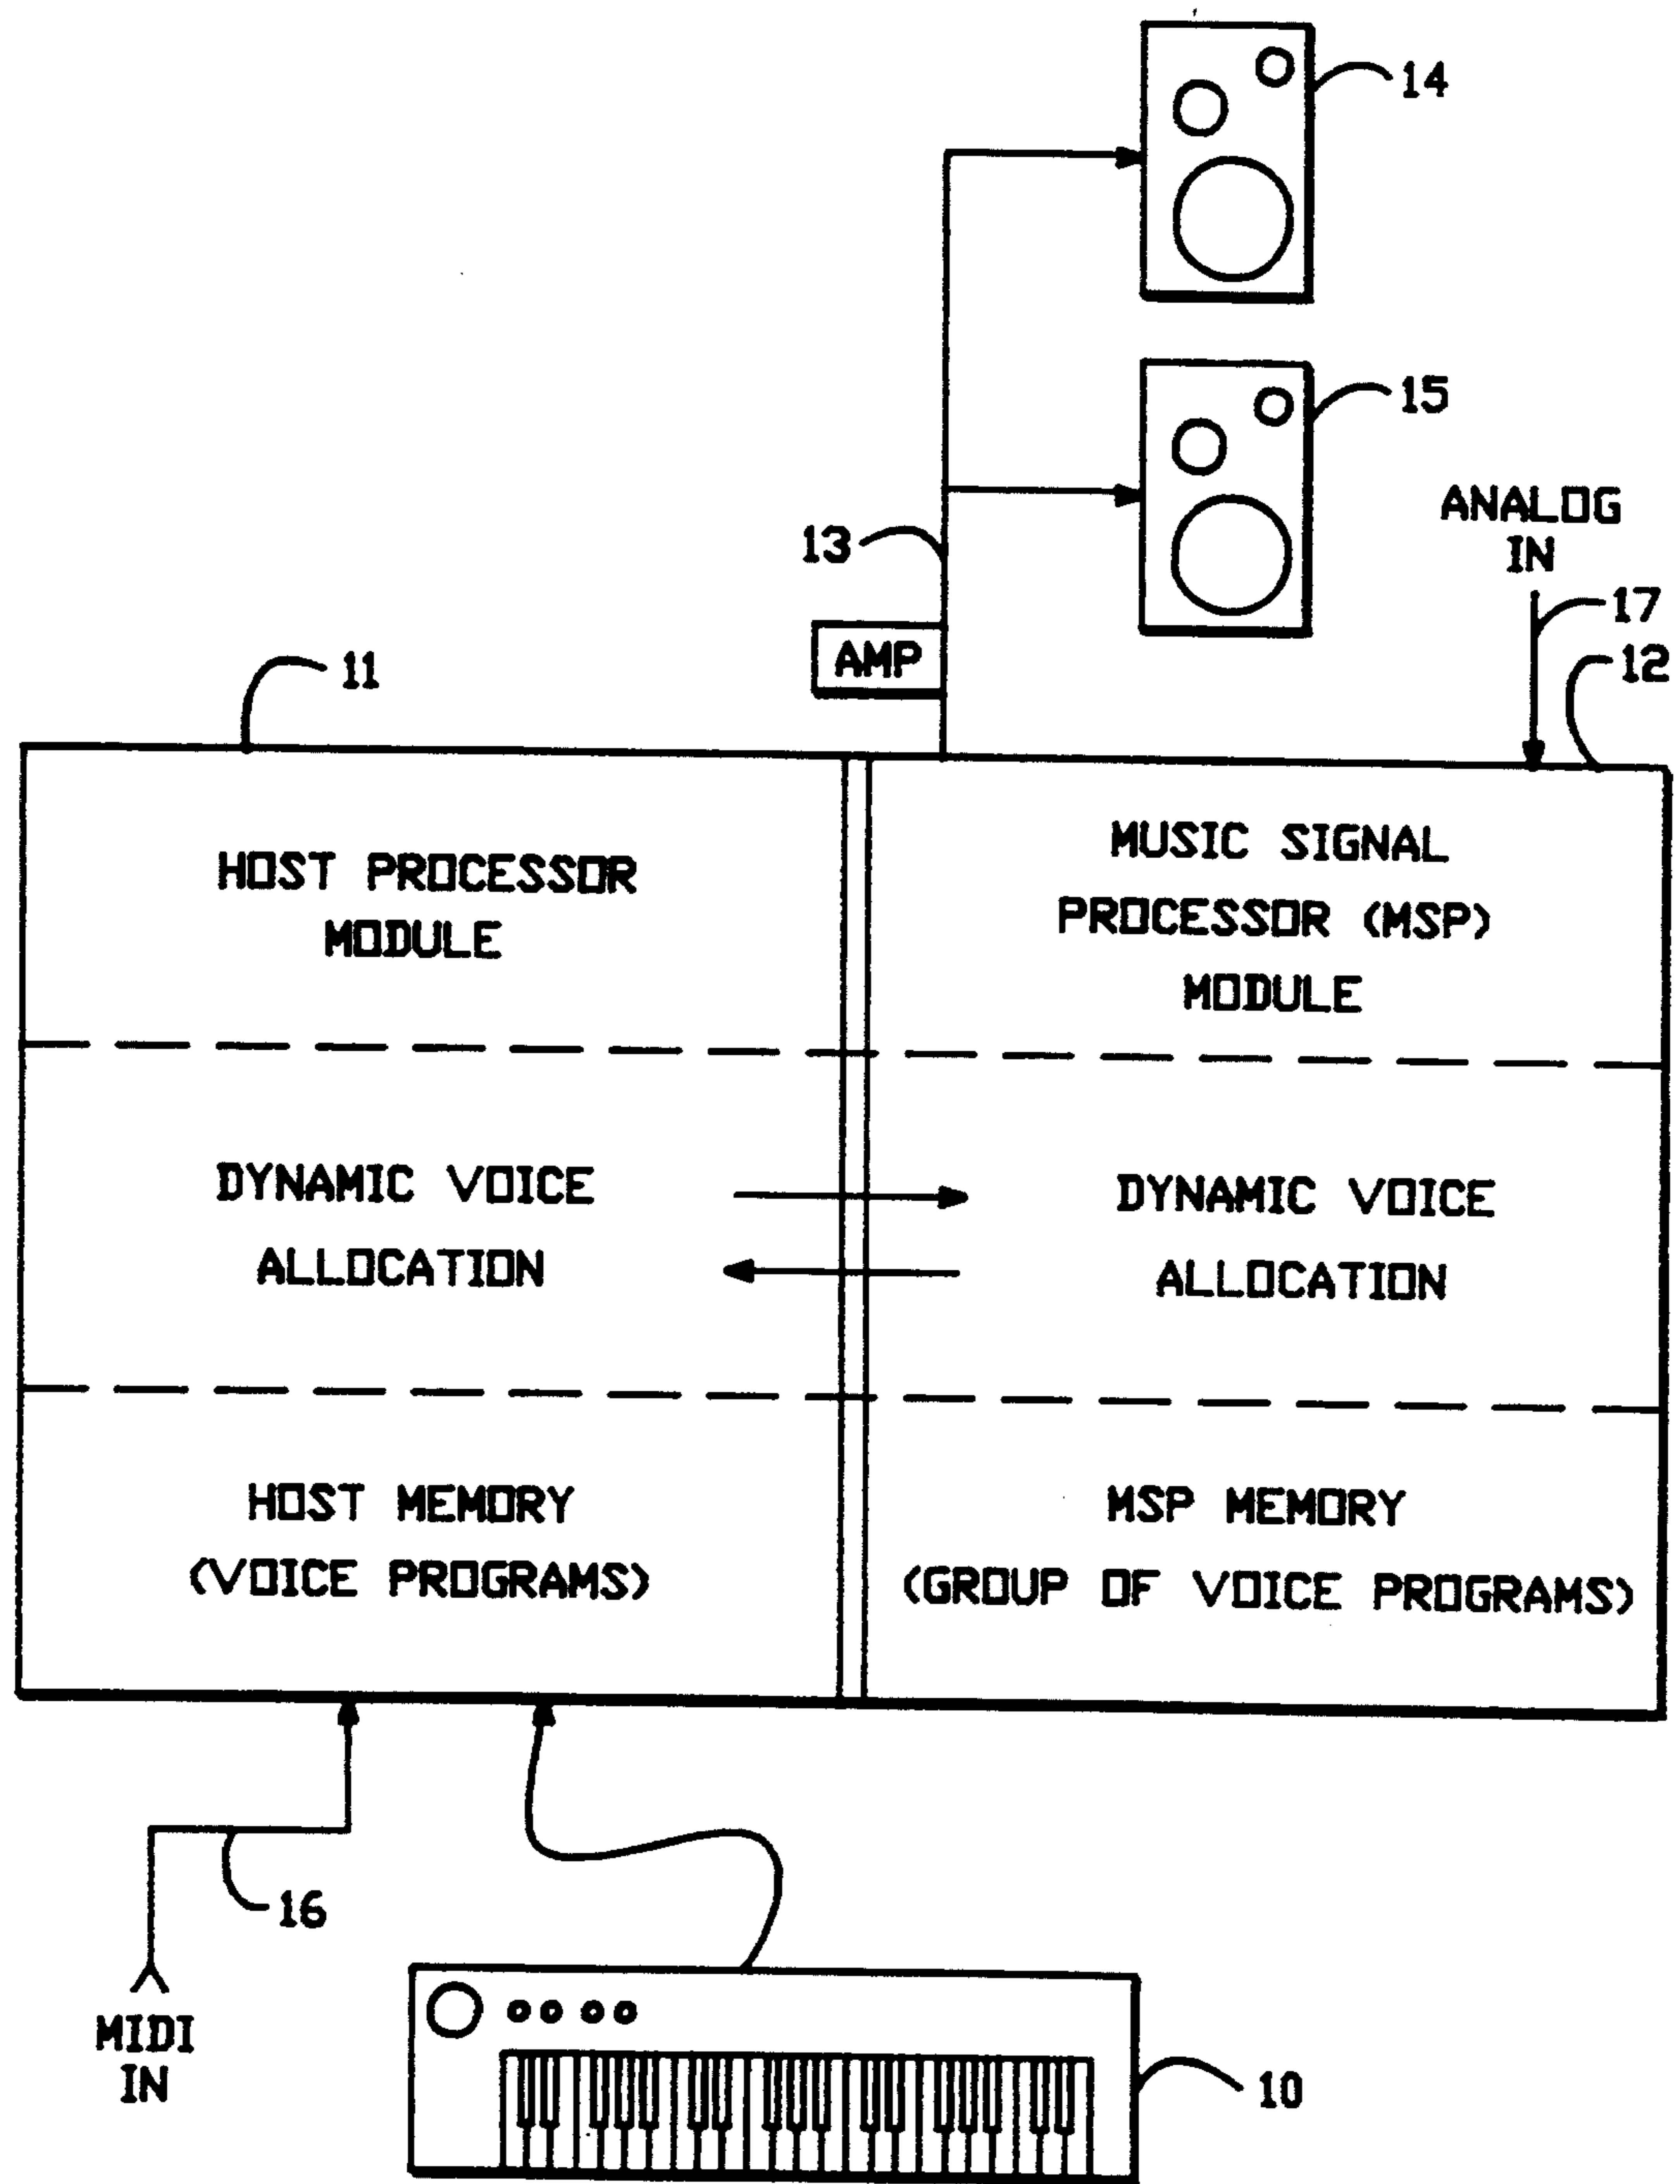 14
15
ANALOG
IN
13
17
AMP
11
12
HOST PROCESSOR
MODULE
MUSIC SIGNAL
PROCESSOR (MSP)
MODULE
DYNAMIC VOICE
ALLOCATION
DYNAMIC VOICE
ALLOCATION
HOST MEMORY
(VOICE PROGRAMS)
MSP MEMORY
(GROUP OF VOICE PROGRAMS)
16
MIDI
IN
10